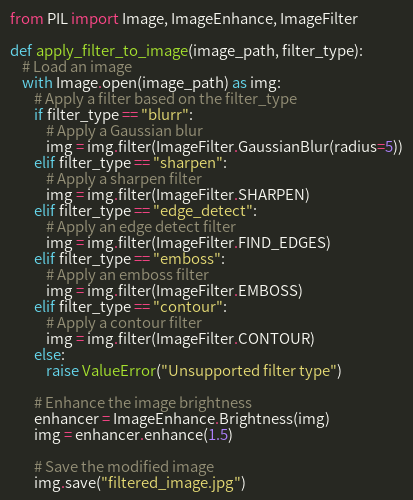 from PIL import Image, ImageEnhance, ImageFilter

def apply_filter_to_image(image_path, filter_type):
    # Load an image
    with Image.open(image_path) as img:
        # Apply a filter based on the filter_type
        if filter_type == "blurr":
            # Apply a Gaussian blur
            img = img.filter(ImageFilter.GaussianBlur(radius=5))
        elif filter_type == "sharpen":
            # Apply a sharpen filter
            img = img.filter(ImageFilter.SHARPEN)
        elif filter_type == "edge_detect":
            # Apply an edge detect filter
            img = img.filter(ImageFilter.FIND_EDGES)
        elif filter_type == "emboss":
            # Apply an emboss filter
            img = img.filter(ImageFilter.EMBOSS)
        elif filter_type == "contour":
            # Apply a contour filter
            img = img.filter(ImageFilter.CONTOUR)
        else:
            raise ValueError("Unsupported filter type")

        # Enhance the image brightness
        enhancer = ImageEnhance.Brightness(img)
        img = enhancer.enhance(1.5)

        # Save the modified image
        img.save("filtered_image.jpg")